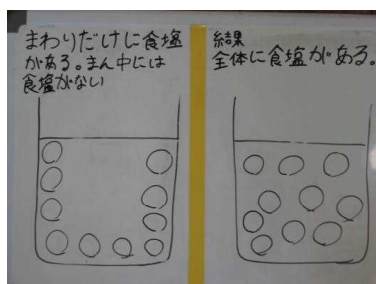 まわりだけに食塩
がある。まん中には
食塩がない
結果
全体に食塩がある。